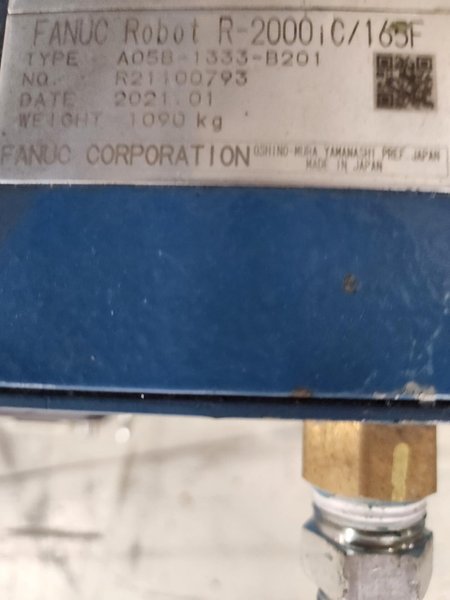 FANUC Robot R-2000iC/165F
TYPE A05B-1333-B201
NO. R21100793
DATE 2021.01
WEIGHT 1090 kg
FANUC CORPORATION OSHINO-MURA YAMANASHI PREF JAPAN
MADE IN JAPAN